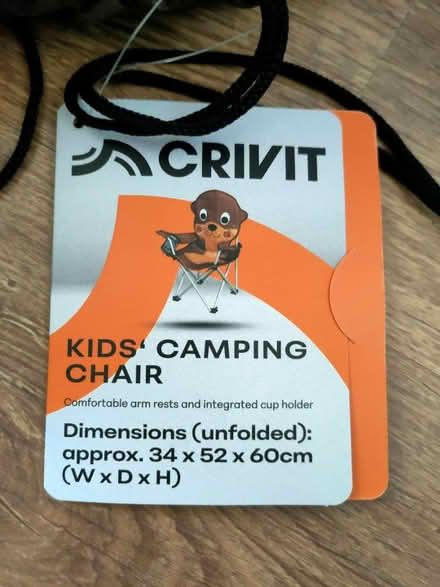 CRIVIT
KIDS‘ CAMPING
CHAIR
Comfortable arm rests and integrated cup holder
Dimensions (unfolded):
approx. 34 x 52 x 60cm
(W x D x H)